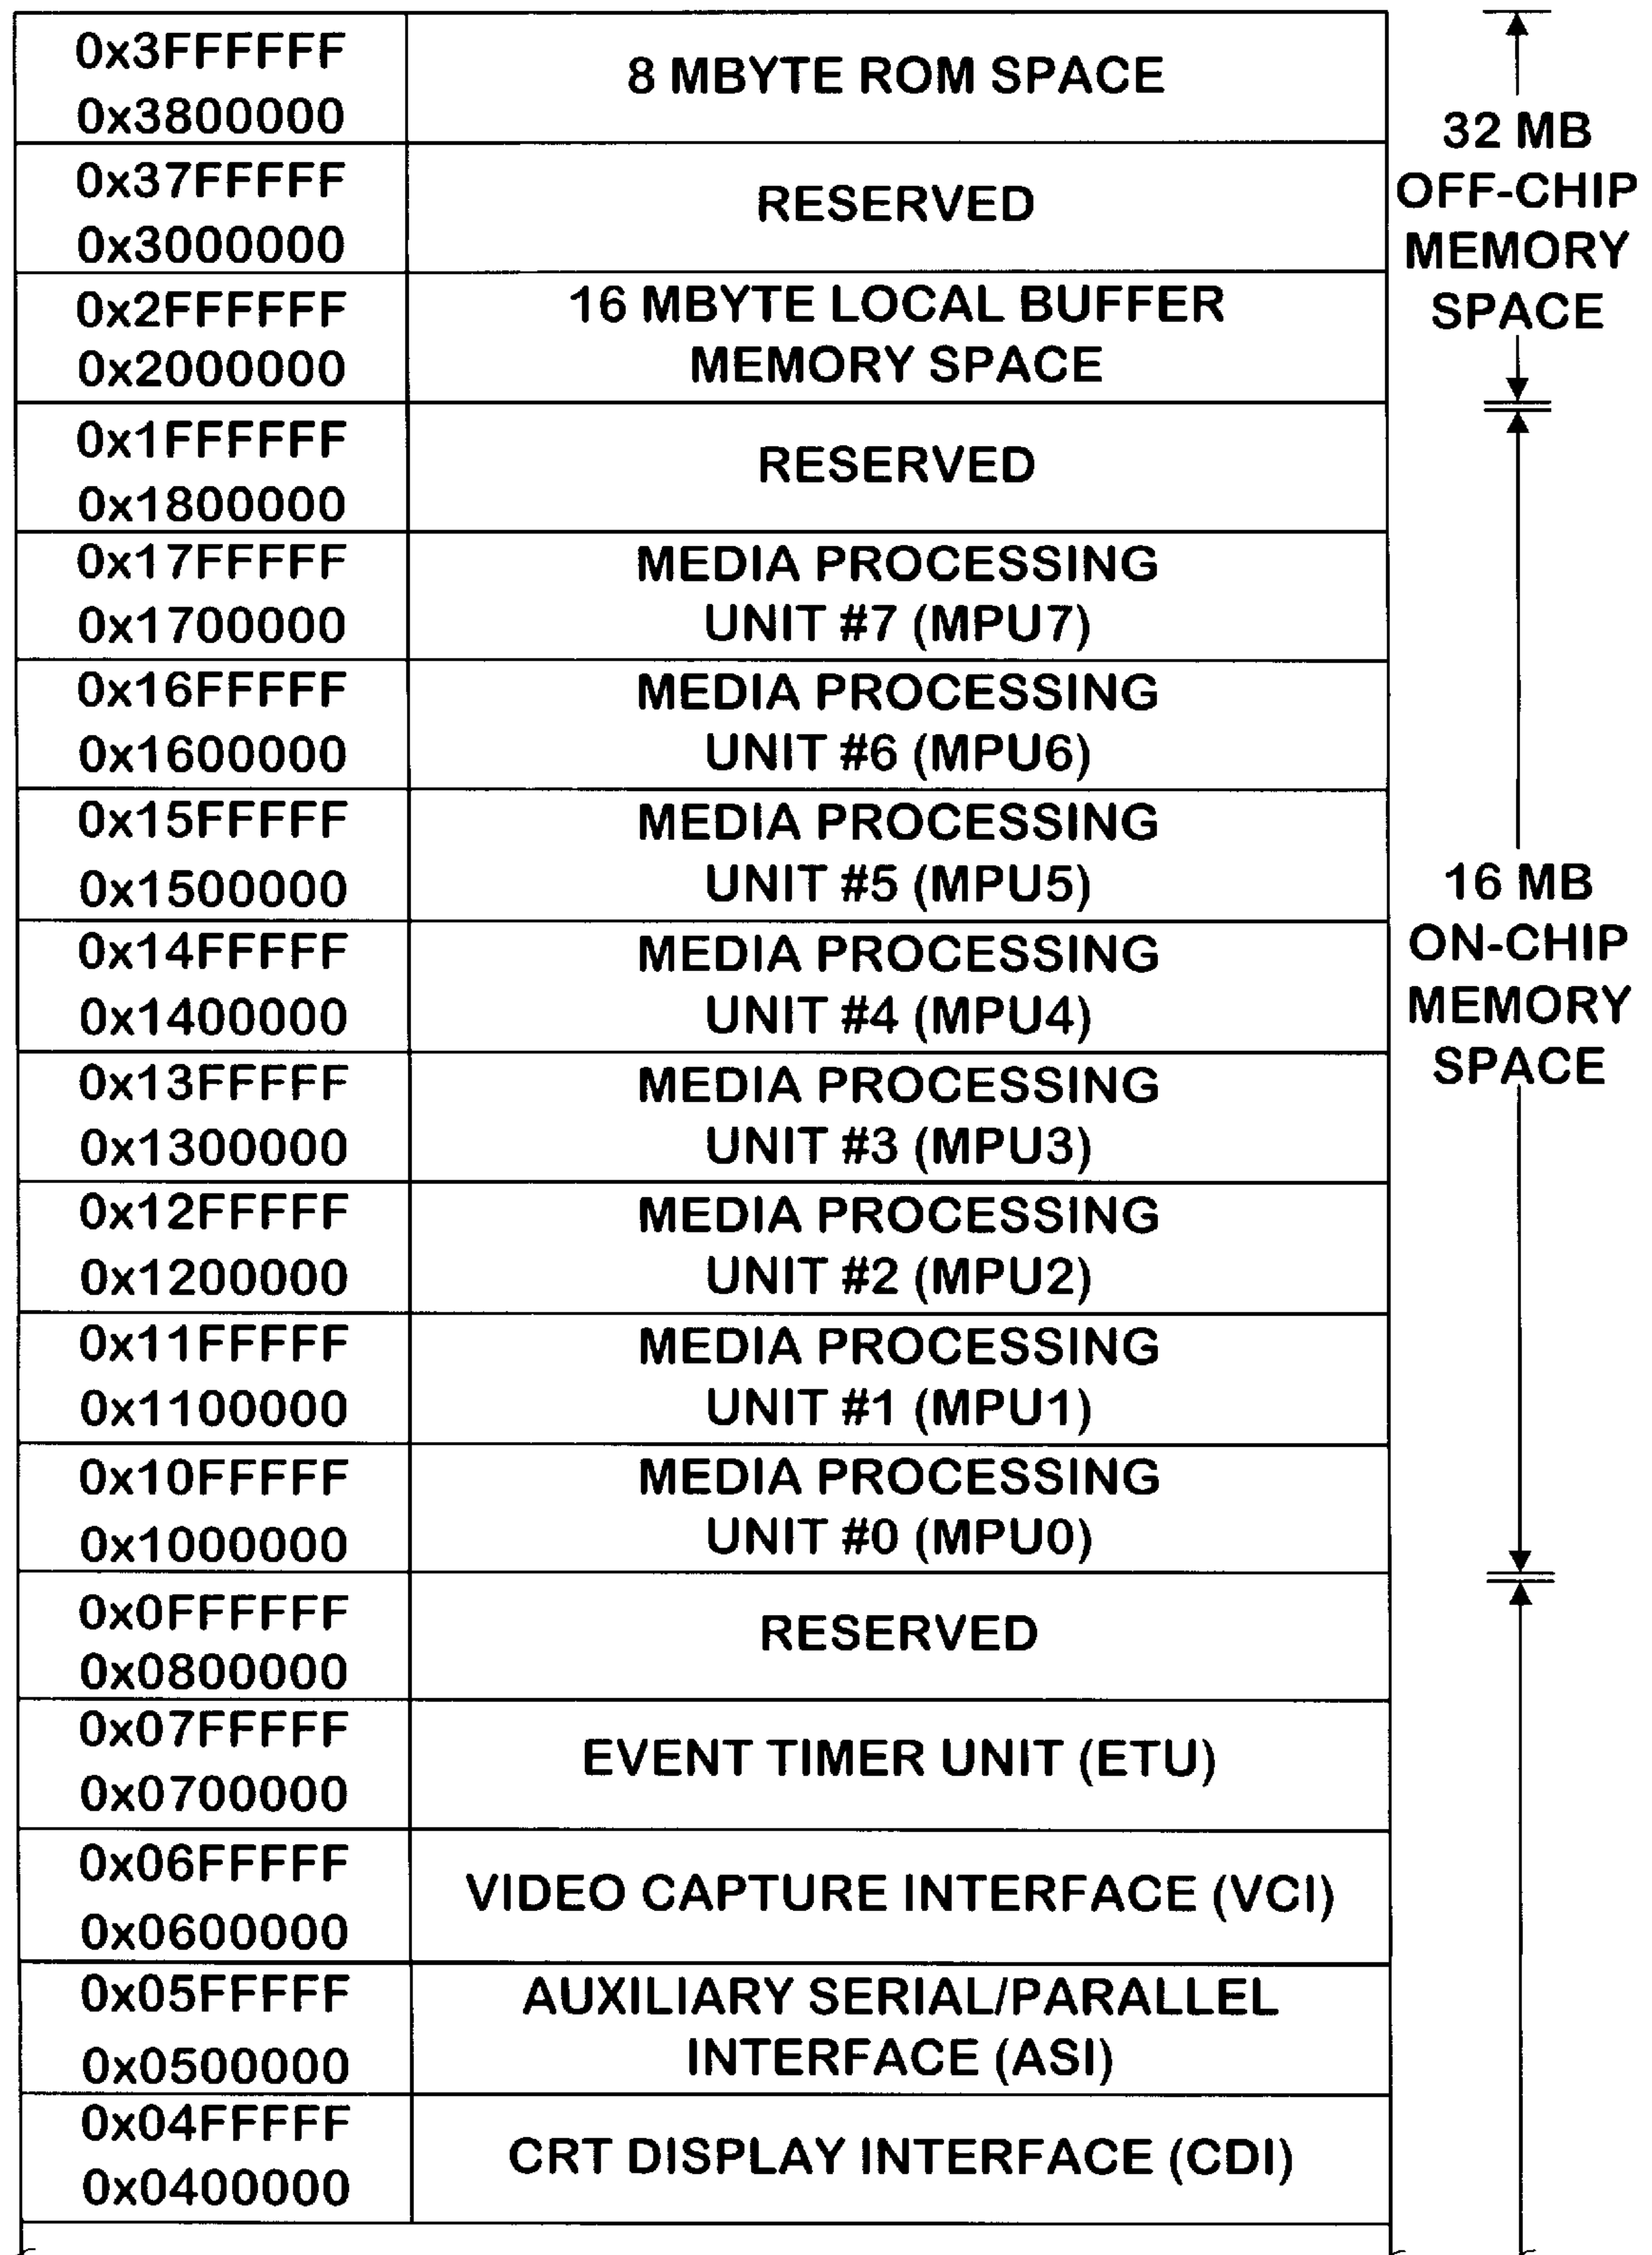 0x3FFFFFF
0x3800000
8 MBYTE ROM SPACE
0x37FFFFF
0x3000000
RESERVED
0x2FFFFFF
0x2000000
16 MBYTE LOCAL BUFFER
MEMORY SPACE
32 MB
OFF-CHIP
MEMORY
SPACE
0x1FFFFFF
0x1800000
RESERVED
0x17FFFFF
0x1700000
MEDIA PROCESSING
UNIT #7 (MPU7)
0x16FFFFF
0x1600000
MEDIA PROCESSING
UNIT #6 (MPU6)
0x15FFFFF
0x1500000
MEDIA PROCESSING
UNIT #5 (MPU5)
0x14FFFFF
0x1400000
MEDIA PROCESSING
UNIT #4 (MPU4)
0x13FFFFF
0x1300000
MEDIA PROCESSING
UNIT #3 (MPU3)
0x12FFFFF
0x1200000
MEDIA PROCESSING
UNIT #2 (MPU2)
0x11FFFFF
0x1100000
MEDIA PROCESSING
UNIT #1 (MPU1)
0x10FFFFF
0x1000000
MEDIA PROCESSING
UNIT #0 (MPU0)
16 MB
ON-CHIP
MEMORY
SPACE
0x0FFFFFF
0x0800000
RESERVED
0x07FFFFF
0x0700000
EVENT TIMER UNIT (ETU)
0x06FFFFF
0x0600000
VIDEO CAPTURE INTERFACE (VCI)
0x05FFFFF
0x0500000
AUXILIARY SERIAL/PARALLEL
INTERFACE (ASI)
0x04FFFFF
0x0400000
CRT DISPLAY INTERFACE (CDI)